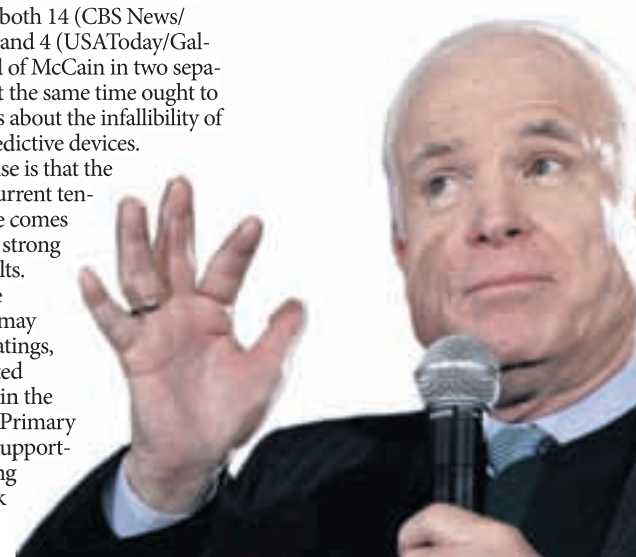 both 14 (CBS News/
and 4 (USAToday/Gal-
of McCain in two sepa-
the same time ought to
about the infallibility of
edictive devices.
se is that the
urrent ten-
comes
strong
lts.
may
atings,
ed
in the
Primary
upport-
ng